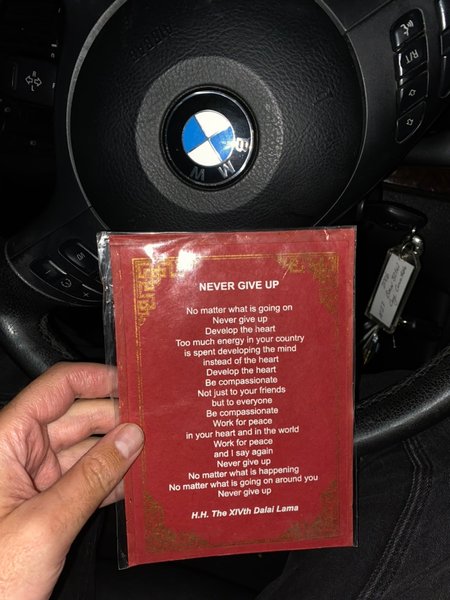 BMW
R/T
NEVER GIVE UP
No matter what is going on
Never give up
Develop the heart
Too much energy in your country
is spent developing the mind
instead of the heart
Develop the heart
Be compassionate
Not just to your friends
but to everyone
Be compassionate
Work for peace
in your heart and in the world
Work for peace
and I say again
Never give up
No matter what is happening
No matter what is going on around you
Never give up
H.H. The XIVth Dalai Lama